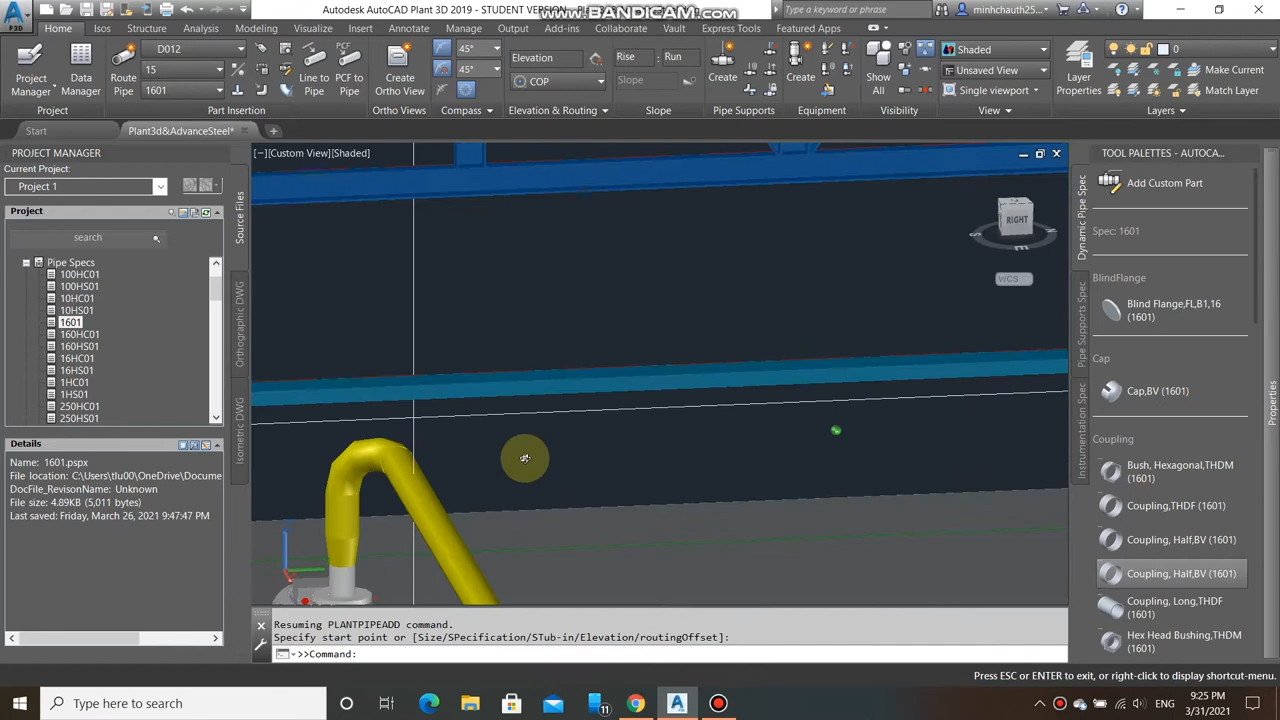 Autodesk AutoCAD Plant 3D 2019 - STUDENT VERSION
www.BANDICAM.com
Type a keyword or phrase
minhchauth25...
Home Isos Structure Analysis Modeling Visualize Insert Annotate Manage Output Add-ins Collaborate Vault Express Tools
Project Manager
Data Manager
Project
Route Pipe
D012
15
1601
Line to Pipe
PCF to Pipe
Part Insertion
Create Ortho View
Ortho Views
45°
45°
Compass
Elevation
COP
Elevation & Routing
Rise
Run
Slope
Slope
Create
Pipe Supports
Create
Equipment
Show All
Visibility
Shaded
Unsaved View
Single viewport
View
Layer Properties
0
Make Current
Match Layer
Layers
Start
Plant3d&AdvanceSteel*
PROJECT MANAGER
Current Project:
Project 1
Project
search
Pipe Specs
100HC01
100HS01
10HC01
10HS01
1601
160HC01
160HS01
16HC01
16HS01
1HC01
1HS01
250HC01
250HS01
Details
Name: 1601.pspx
File location: C:\Users\tlu00\OneDrive\Docume
DocFile_RevisonName: Unknown
File size: 4.89KB (5,011 bytes)
Last saved: Friday, March 26, 2021 9:47:47 PM
Source Files
Orthographic DWG
Isometric DWG
[−][Custom View][Shaded]
RIGHT
WCS
TOOL PALETTES - AUTOCA...
Add Custom Part
Spec: 1601
BlindFlange
Blind Flange,FL,B1,16
(1601)
Cap
Cap,BV (1601)
Coupling
Bush, Hexagonal,THDM
(1601)
Coupling,THDF (1601)
Coupling, Half,BV (1601)
Coupling, Half,BV (1601)
Coupling, Long,THDF
(1601)
Hex Head Bushing,THDM
(1601)
Dynamic Pipe Spec
Pipe Supports Spec
Instrumentation Spec
Properties
Resuming PLANTPIPEADD command.
Specify start point or [Size/SPecification/STub-in/Elevation/routingOffset]:
>>Command:
Press ESC or ENTER to exit, or right-click to display shortcut-menu.
Type here to search
11
ENG
9:25 PM
3/31/2021